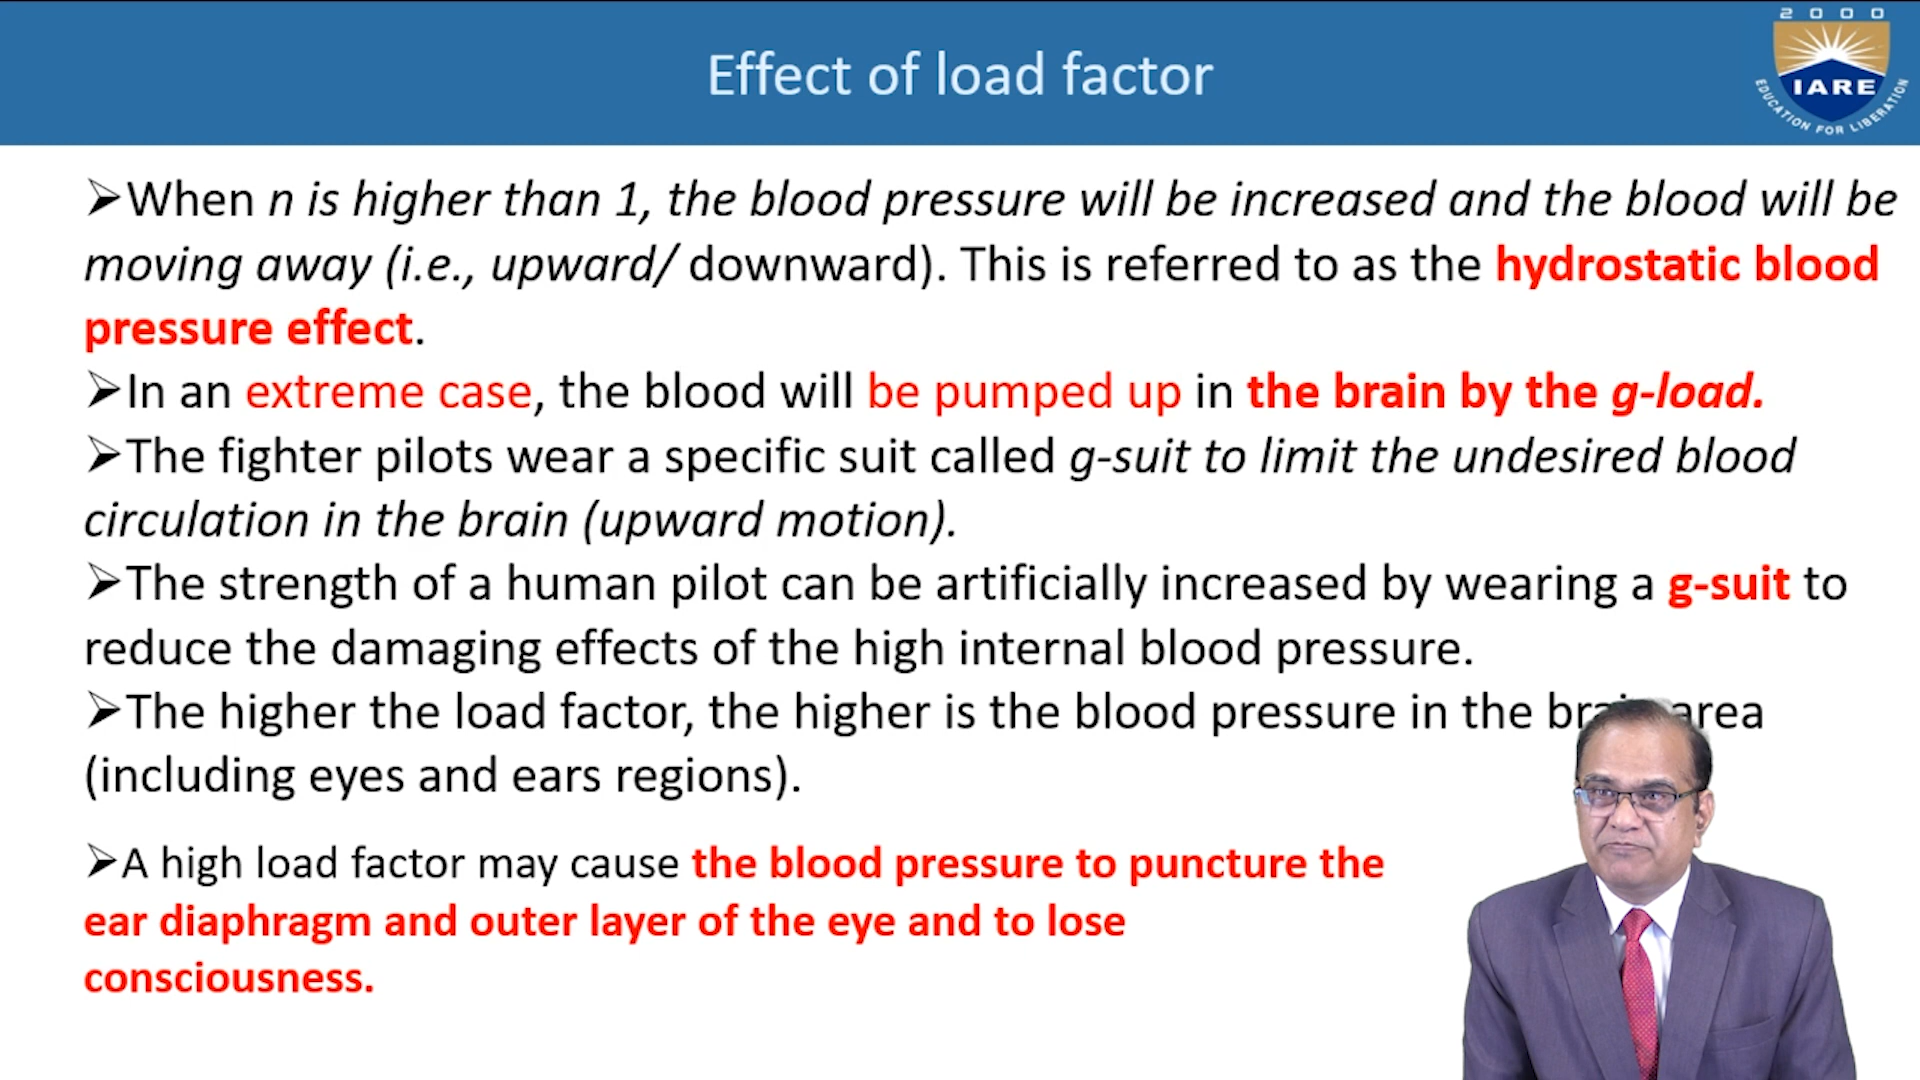 Effect of load factor
2 0 0 0
IARE
EDUCATION FOR LIBERATION
➢When n is higher than 1, the blood pressure will be increased and the blood will be
moving away (i.e., upward/ downward). This is referred to as the hydrostatic blood
pressure effect.
➢In an extreme case, the blood will be pumped up in the brain by the g-load.
➢The fighter pilots wear a specific suit called g-suit to limit the undesired blood
circulation in the brain (upward motion).
➢The strength of a human pilot can be artificially increased by wearing a g-suit to
reduce the damaging effects of the high internal blood pressure.
➢The higher the load factor, the higher is the blood pressure in the brain area
(including eyes and ears regions).
➢A high load factor may cause the blood pressure to puncture the
ear diaphragm and outer layer of the eye and to lose
consciousness.